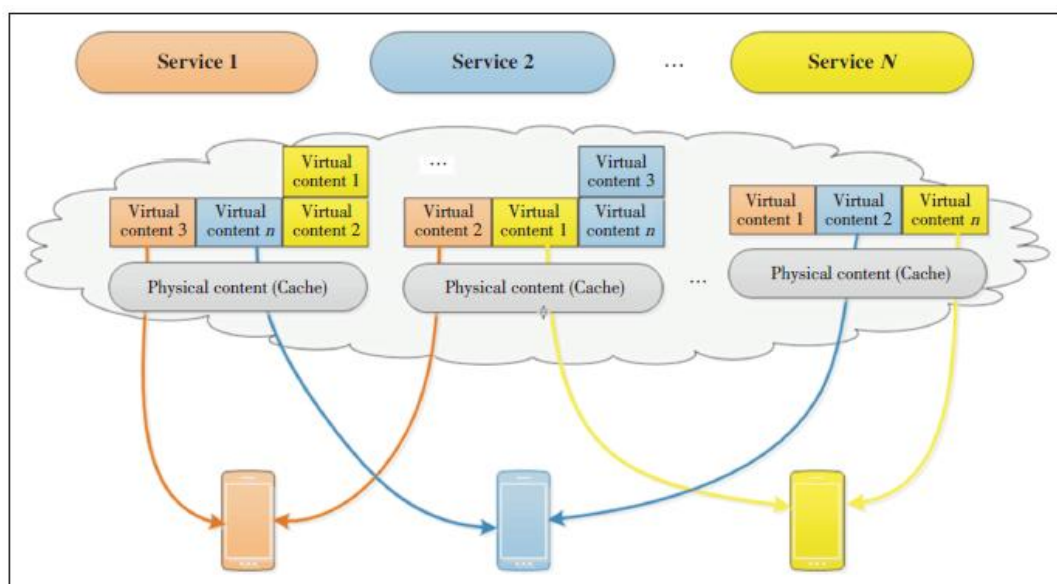 Service 1
Service 2
...
Service N
Virtual
content 1
...
Virtual
content 3
Virtual
content 3
Virtual
content n
Virtual
content 2
Virtual
content 2
Virtual
content 1
Virtual
content n
Virtual
content 1
Virtual
content 2
Virtual
content n
Physical content (Cache)
Physical content (Cache)
...
Physical content (Cache)